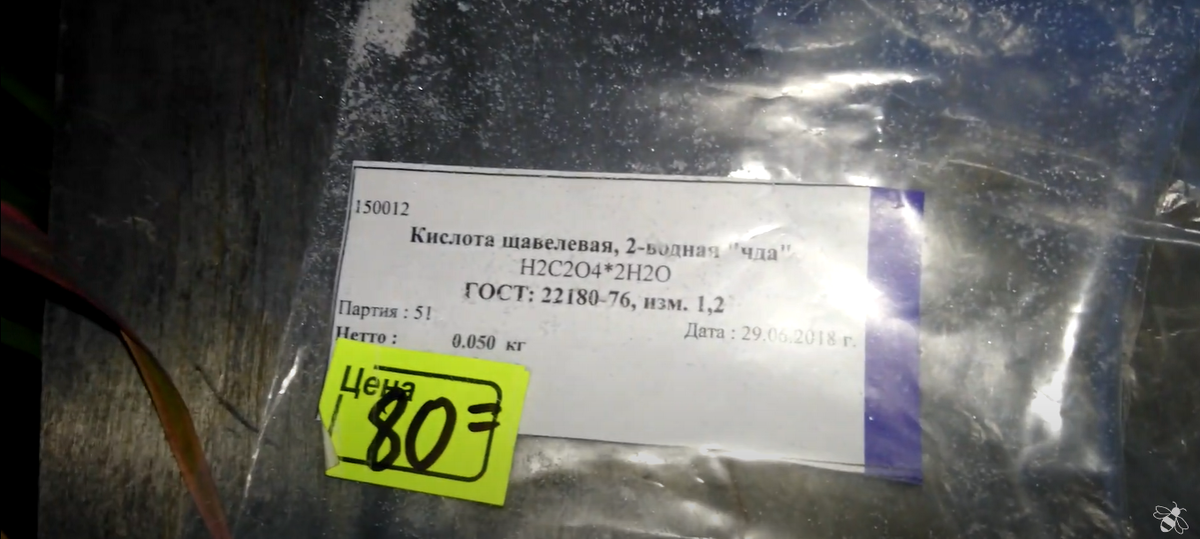 150012
Кислота щавелевая, 2-водная "чда"
H2C2O4*2H2O
ГОСТ: 22180-76, изм. 1,2
Партия : 51
Дата : 29.06.2018 г.
Нетто : 0.050 кг
Цена
80=